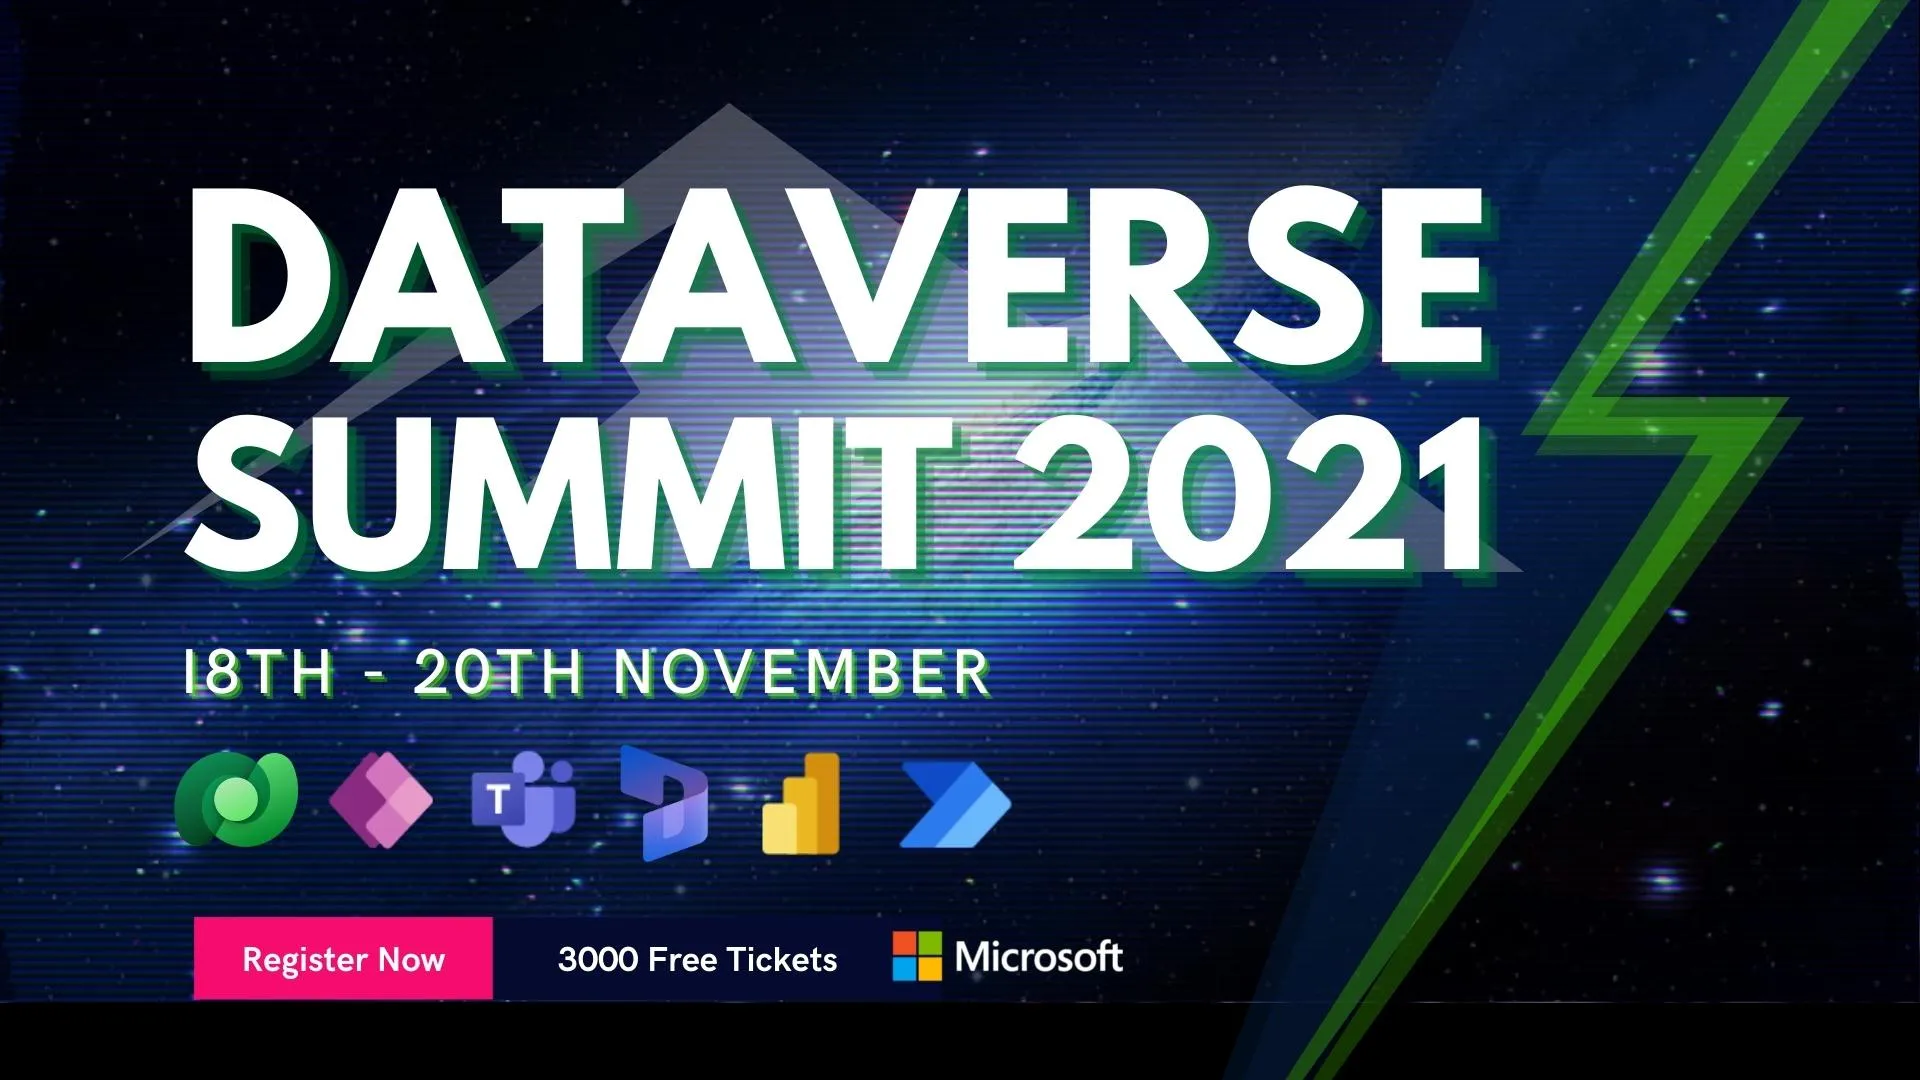 DATAVERSE
SUMMIT 2021
18TH - 20TH NOVEMBER
T
Register Now
3000 Free Tickets
Microsoft